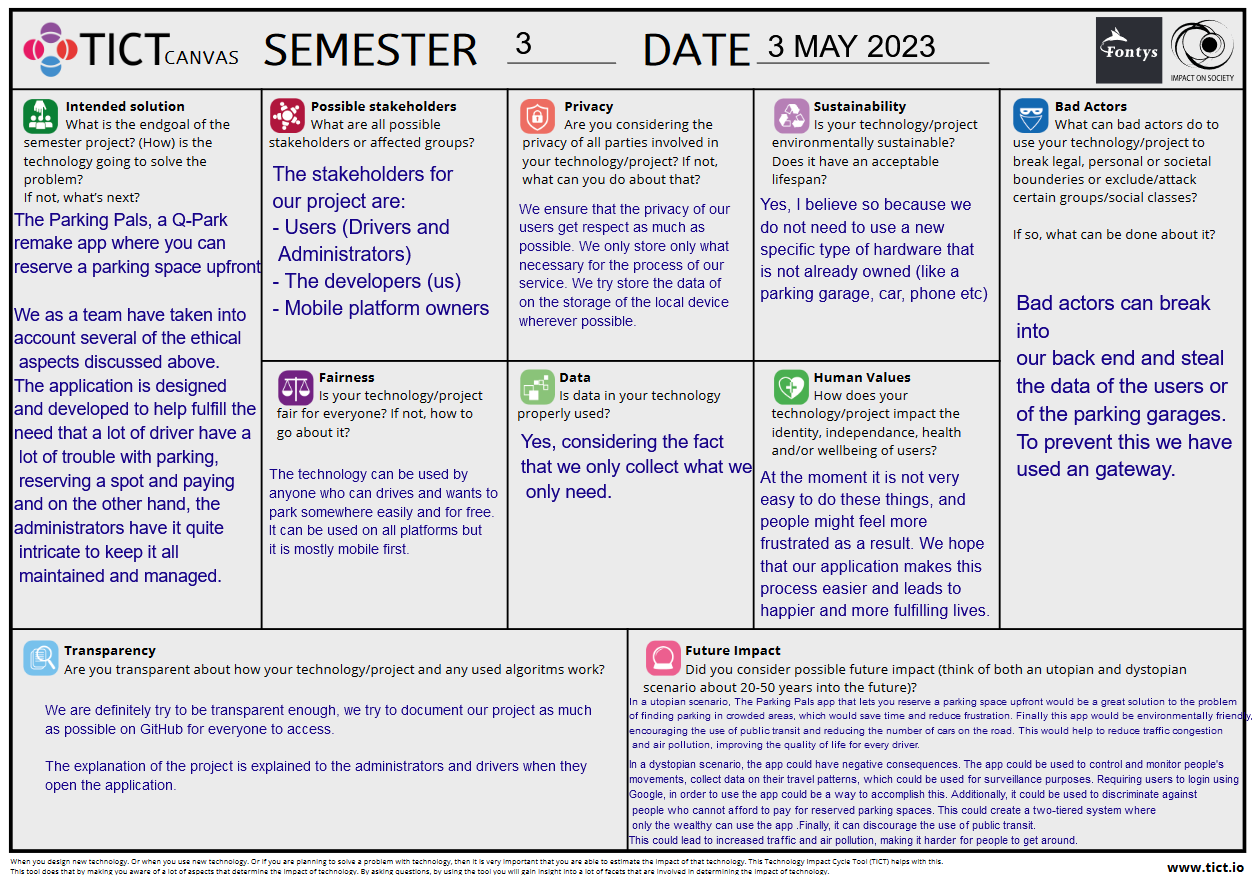 TICT CANVAS SEMESTER 3 DATE 3 MAY 2023
Fontys
IMPACT ON SOCIETY
Intended solution
What is the endgoal of the
semester project? (How) is the
technology going to solve the
problem?
If not, what's next?
The Parking Pals, a Q-Park
remake app where you can
reserve a parking space upfront
We as a team have taken into
account several of the ethical
aspects discussed above.
The application is designed
and developed to help fulfill the
need that a lot of driver have a
lot of trouble with parking,
reserving a spot and paying
and on the other hand, the
administrators have it quite
intricate to keep it all
maintained and managed.
Possible stakeholders
What are all possible
stakeholders or affected groups?
The stakeholders for
our project are:
- Users (Drivers and
Administrators)
- The developers (us)
- Mobile platform owners
Privacy
Are you considering the
privacy of all parties involved in
your technology/project? If not,
what can you do about that?
We ensure that the privacy of our
users get respect as much as
possible. We only store only what
necessary for the process of our
service. We try store the data of
on the storage of the local device
wherever possible.
Sustainability
Is your technology/project
environmentally sustainable?
Does it have an acceptable
lifespan?
Yes, I believe so because we
do not need to use a new
specific type of hardware that
is not already owned (like a
parking garage, car, phone etc)
Bad Actors
What can bad actors do to
use your technology/project to
break legal, personal or societal
bounderies or exclude/attack
certain groups/social classes?
If so, what can be done about it?
Bad actors can break
into
our back end and steal
the data of the users or
of the parking garages.
To prevent this we have
used an gateway.
Fairness
Is your technology/project
fair for everyone? If not, how to
go about it?
The technology can be used by
anyone who can drives and wants to
park somewhere easily and for free.
It can be used on all platforms but
it is mostly mobile first.
Data
Is data in your technology
properly used?
Yes, considering the fact
that we only collect what we
only need.
Human Values
How does your
technology/project impact the
identity, independance, health
and/or wellbeing of users?
At the moment it is not very
easy to do these things, and
people might feel more
frustrated as a result. We hope
that our application makes this
process easier and leads to
happier and more fulfilling lives.
Transparency
Are you transparent about how your technology/project and any used algoritms work?
We are definitely try to be transparent enough, we try to document our project as much
as possible on GitHub for everyone to access.
The explanation of the project is explained to the administrators and drivers when they
open the application.
Future Impact
Did you consider possible future impact (think of both an utopian and dystopian
scenario about 20-50 years into the future)?
In a utopian scenario, The Parking Pals app that lets you reserve a parking space upfront would be a great solution to the problem
of finding parking in crowded areas, which would save time and reduce frustration. Finally this app would be environmentally friendly,
encouraging the use of public transit and reducing the number of cars on the road. This would help to reduce traffic congestion
and air pollution, improving the quality of life for every driver.
In a dystopian scenario, the app could have negative consequences. The app could be used to control and monitor people's
movements, collect data on their travel patterns, which could be used for surveillance purposes. Requiring users to login using
Google, in order to use the app could be a way to accomplish this. Additionally, it could be used to discriminate against
people who cannot afford to pay for reserved parking spaces. This could create a two-tiered system where
only the wealthy can use the app .Finally, it can discourage the use of public transit.
This could lead to increased traffic and air pollution, making it harder for people to get around.
When you design new technology. Or when you use new technology. Or if you are planning to solve a problem with technology, then it is very important that you are able to estimate the impact of that technology. This Technology Impact Cycle Tool (TICT) helps with this.
This tool does that by making you aware of a lot of aspects that determine the impact of technology. By asking questions, by using the tool you will gain insight into a lot of facets that are involved in determining the impact of technology.
www.tict.io